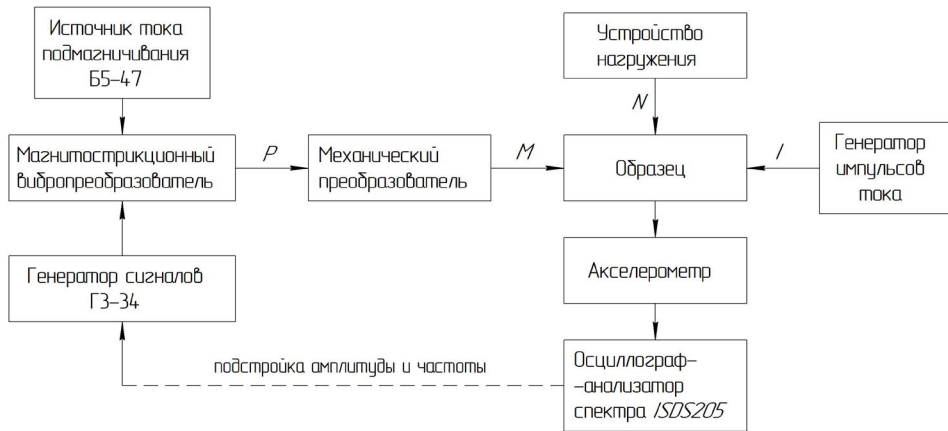 Источник тока
подмагничивания
Б5-47
Устройство
нагружения
N
Магнитострикционный
вибропреобразователь
P
Механический
преобразователь
M
Образец
I
Генератор
импульсов
тока
Генератор сигналов
ГЗ-34
Акселерометр
подстройка амплитуды и частоты
Осциллограф-
-анализатор
спектра ISDS205